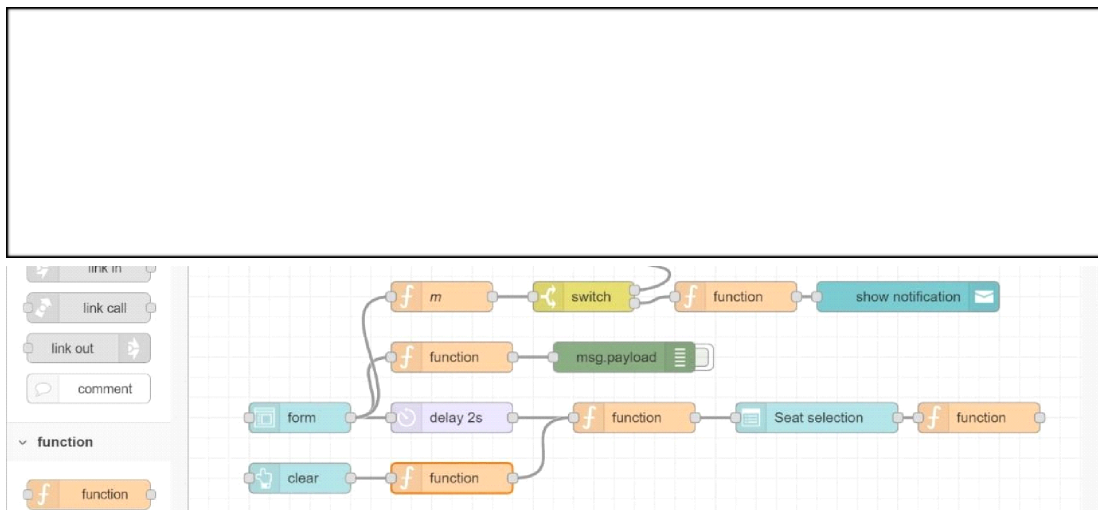 link in
link call
link out
comment
function
function
m
switch
function
show notification
function
msg.payload
form
delay 2s
function
Seat selection
function
clear
function